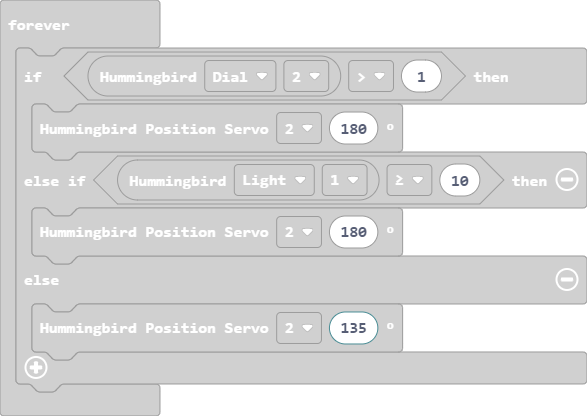 forever
if Hummingbird Dial 2 > 1 then
Hummingbird Position Servo 2 180 °
else if Hummingbird Light 1 ≥ 10 then
Hummingbird Position Servo 2 180 °
else
Hummingbird Position Servo 2 135 °